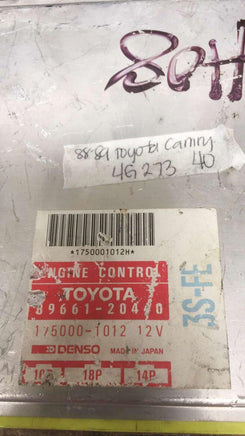 80H
88-89 Toyota Camry
4G273 40
*1750001012H*
ENGINE CONTROL
TOYOTA
175000-1012 12V
DENSO MADE IN JAPAN
18P 14P
3S-FE